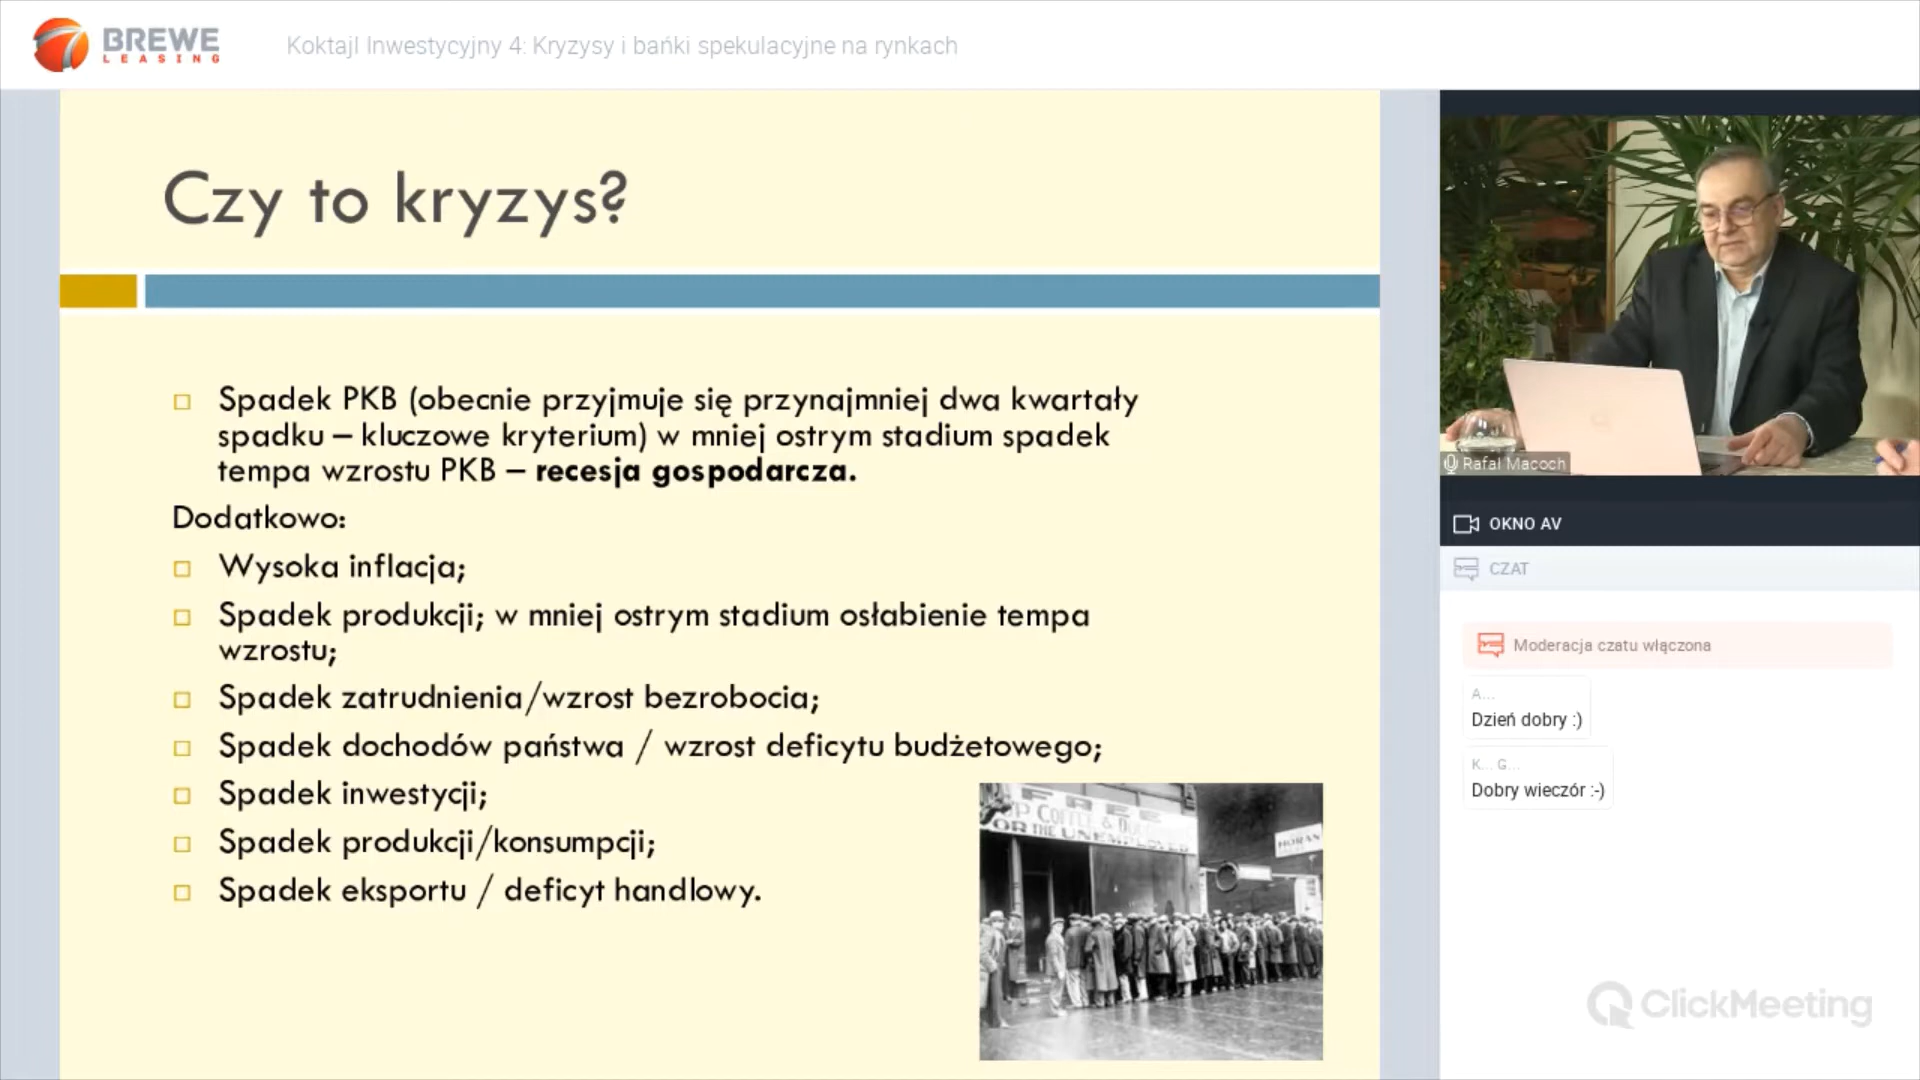 BREWE
LEASING
Koktajl Inwestycyjny 4: Kryzysy i bańki spekulacyjne na rynkach
Czy to kryzys?
Spadek PKB (obecnie przyjmuje się przynajmniej dwa kwartały
spadku – kluczowe kryterium) w mniej ostrym stadium spadek
tempa wzrostu PKB – recesja gospodarcza.
Dodatkowo:
Wysoka inflacja;
Spadek produkcji; w mniej ostrym stadium osłabienie tempa
wzrostu;
Spadek zatrudnienia/wzrost bezrobocia;
Spadek dochodów państwa / wzrost deficytu budżetowego;
Spadek inwestycji;
Spadek produkcji/konsumpcji;
Spadek eksportu / deficyt handlowy.
FREE
COFFEE &
FOR THE UNEMPLOYED
Rafał Macoch
OKNO AV
CZAT
Moderacja czatu włączona
A...
Dzień dobry :)
K... G...
Dobry wieczór :-)
ClickMeeting